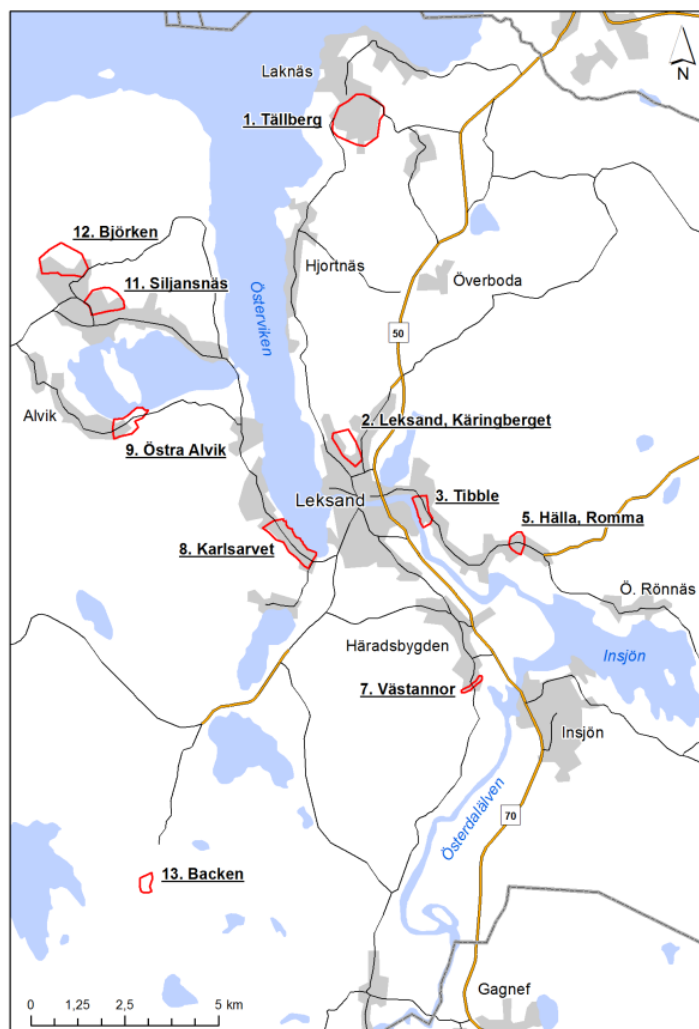 Laknäs
N
1. Tällberg
12. Björken
Hjortnäs
Överboda
11. Siljansnäs
Österviken
50
Alvik
2. Leksand, Käringberget
9. Östra Alvik
Leksand
3. Tibble
5. Hälla, Romma
8. Karlsarvet
Ö. Rönnäs
Häradsbygden
Insjön
7. Västannor
Insjön
Österdalälven
70
13. Backen
Gagnef
0 1,25 2,5 5 km